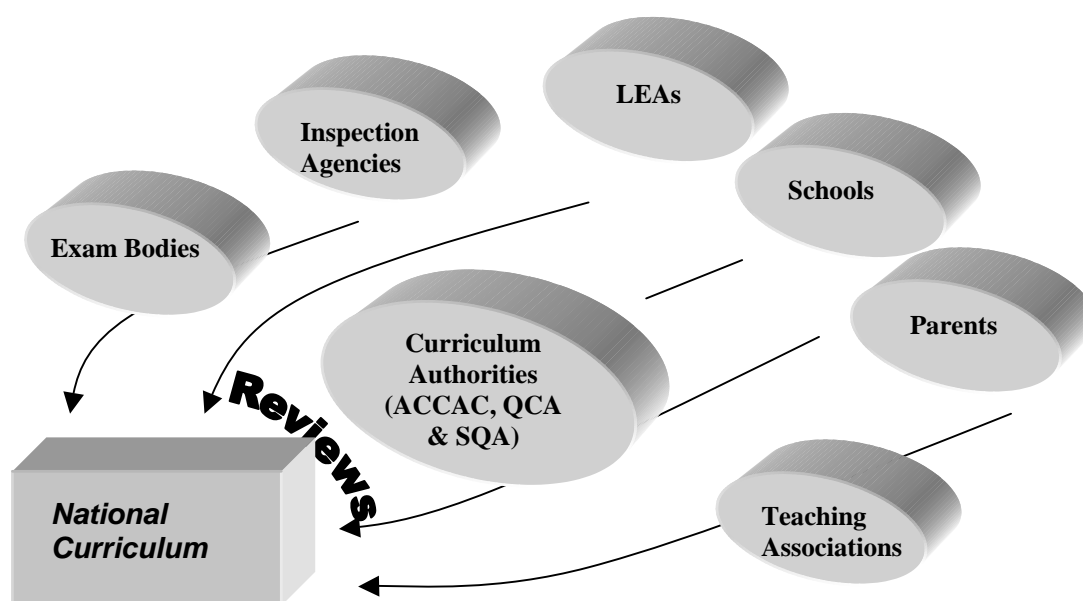 LEAs
Inspection
Agencies
Schools
Exam Bodies
Parents
Curriculum
Authorities
(ACCAC, QCA
& SQA)
Reviews
National
Curriculum
Teaching
Associations